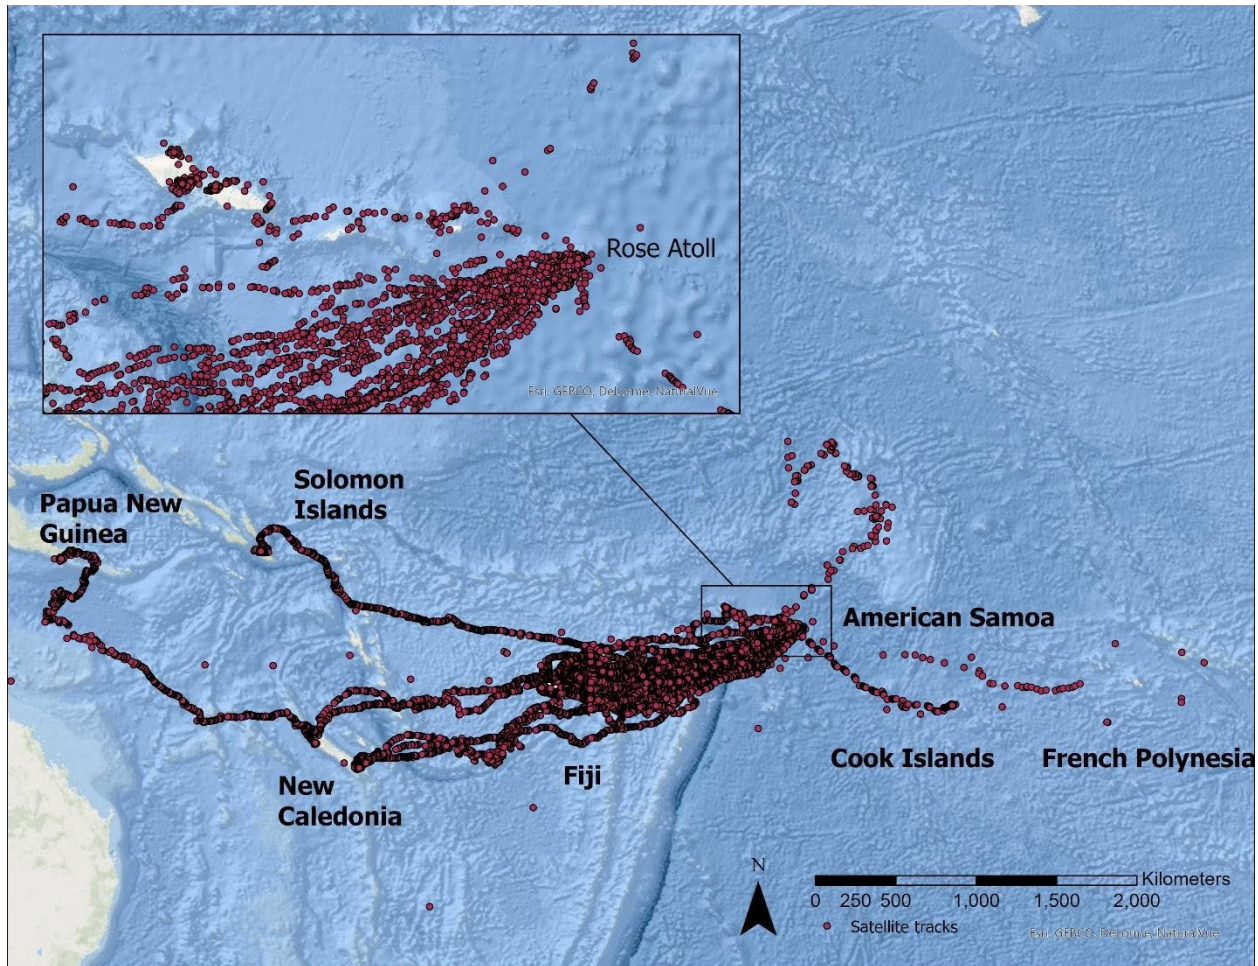 Rose Atoll
Esri, GEBCO, DeLorme, NaturalVue
Solomon
Islands
Papua New
Guinea
American Samoa
Cook Islands
French Polynesia
Fiji
New
Caledonia
N
Kilometers
0 250 500 1,000 1,500 2,000
Satellite tracks
Esri, GEBCO, DeLorme, NaturalVue